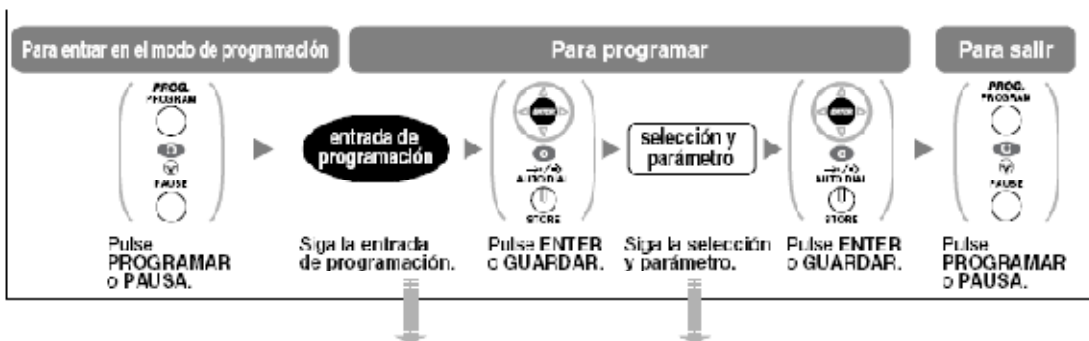 Para entrar en el modo de programación
Para programar
Para salir
PROG.
PROGRAM
PAUSE
entrada de
programación
ENTER
AUTO DIAL
STORE
selección y
parámetro
ENTER
AUTO DIAL
STORE
PROG.
PROGRAM
PAUSE
Pulse
PROGRAMAR
o PAUSA.
Siga la entrada
de programación.
Pulse ENTER
o GUARDAR.
Siga la selección
y parámetro.
Pulse ENTER
o GUARDAR.
Pulse
PROGRAMAR
o PAUSA.